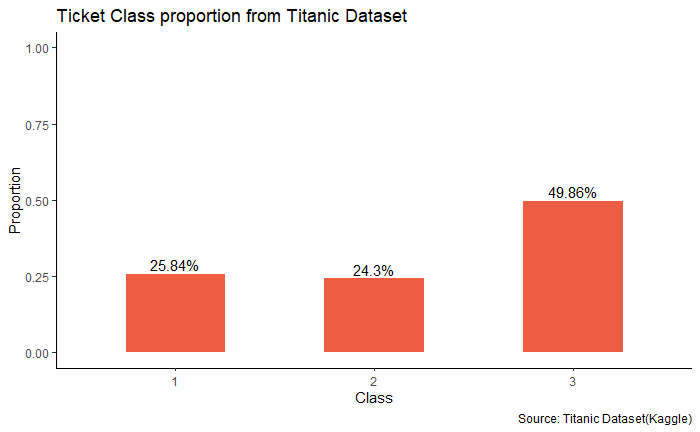 Ticket Class proportion from Titanic Dataset
1.00
0.75
0.50
0.25
0.00
Proportion
25.84%
24.3%
49.86%
1
2
3
Class
Source: Titanic Dataset(Kaggle)